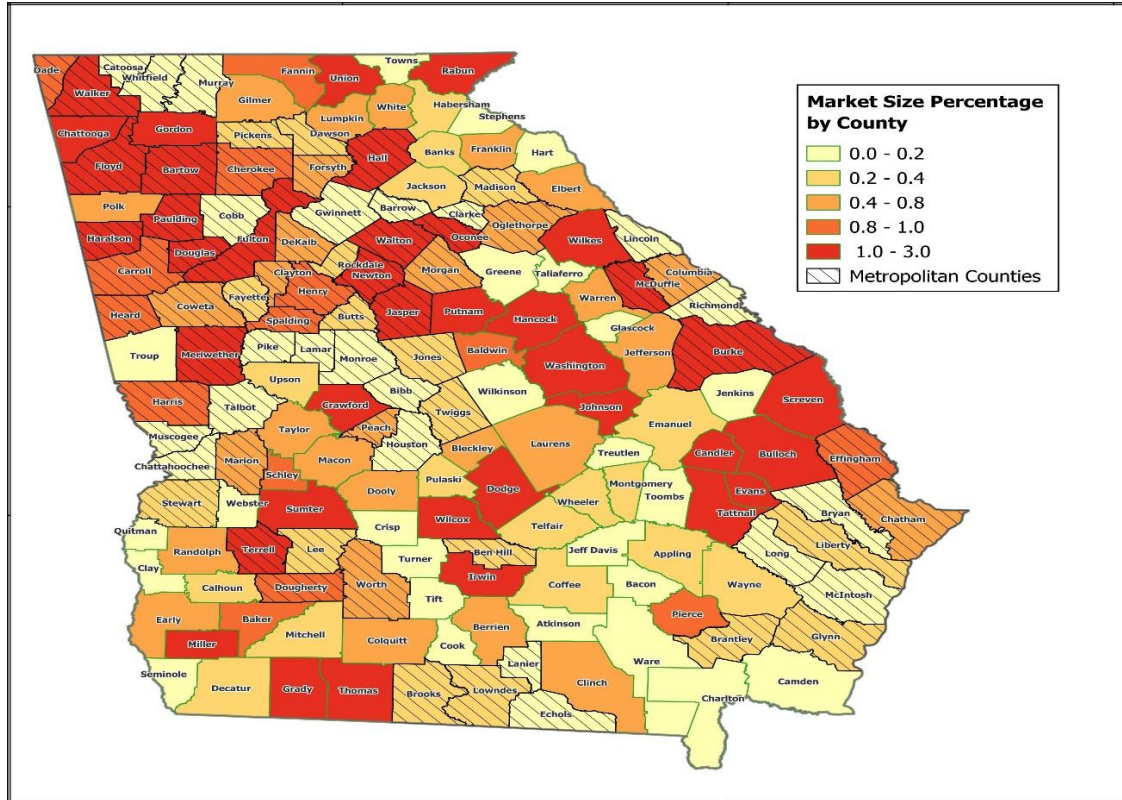 Towns
Catoosa
Dade
Whitfield
Murray
Fannin
Union
Rabun
Walker
Gilmer
White
Habersham
Lumpkin
Stephens
Chattooga
Gordon
Pickens
Dawson
Banks
Franklin
Hart
Floyd
Bartow
Cherokee
Forsyth
Hall
Jackson
Madison
Elbert
Polk
Cobb
Gwinnett
Barrow
Clarke
Oglethorpe
Paulding
Haralson
Fulton
DeKalb
Walton
Oconee
Wilkes
Lincoln
Douglas
Carroll
Clayton
Rockdale
Newton
Morgan
Greene
Taliaferro
Columbia
McDuffie
Heard
Coweta
Fayette
Henry
Spalding
Butts
Jasper
Putnam
Hancock
Warren
Richmond
Glascock
Troup
Meriwether
Pike
Lamar
Monroe
Jones
Baldwin
Washington
Jefferson
Burke
Upson
Bibb
Wilkinson
Jenkins
Screven
Harris
Talbot
Crawford
Twiggs
Johnson
Emanuel
Muscogee
Taylor
Peach
Houston
Bleckley
Laurens
Treutlen
Candler
Bulloch
Effingham
Chattahoochee
Marion
Macon
Schley
Pulaski
Dodge
Montgomery
Toombs
Evans
Tattnall
Bryan
Chatham
Stewart
Webster
Sumter
Dooly
Wilcox
Wheeler
Telfair
Quitman
Crisp
Randolph
Terrell
Lee
Turner
Ben Hill
Jeff Davis
Appling
Long
Liberty
Clay
Calhoun
Dougherty
Worth
Irwin
Coffee
Bacon
Wayne
McIntosh
Early
Baker
Mitchell
Colquitt
Tift
Berrien
Atkinson
Pierce
Brantley
Glynn
Miller
Cook
Lanier
Ware
Seminole
Decatur
Grady
Thomas
Brooks
Lowndes
Clinch
Echols
Charlton
Camden
Market Size Percentage
by County
0.0 - 0.2
0.2 - 0.4
0.4 - 0.8
0.8 - 1.0
1.0 - 3.0
Metropolitan Counties